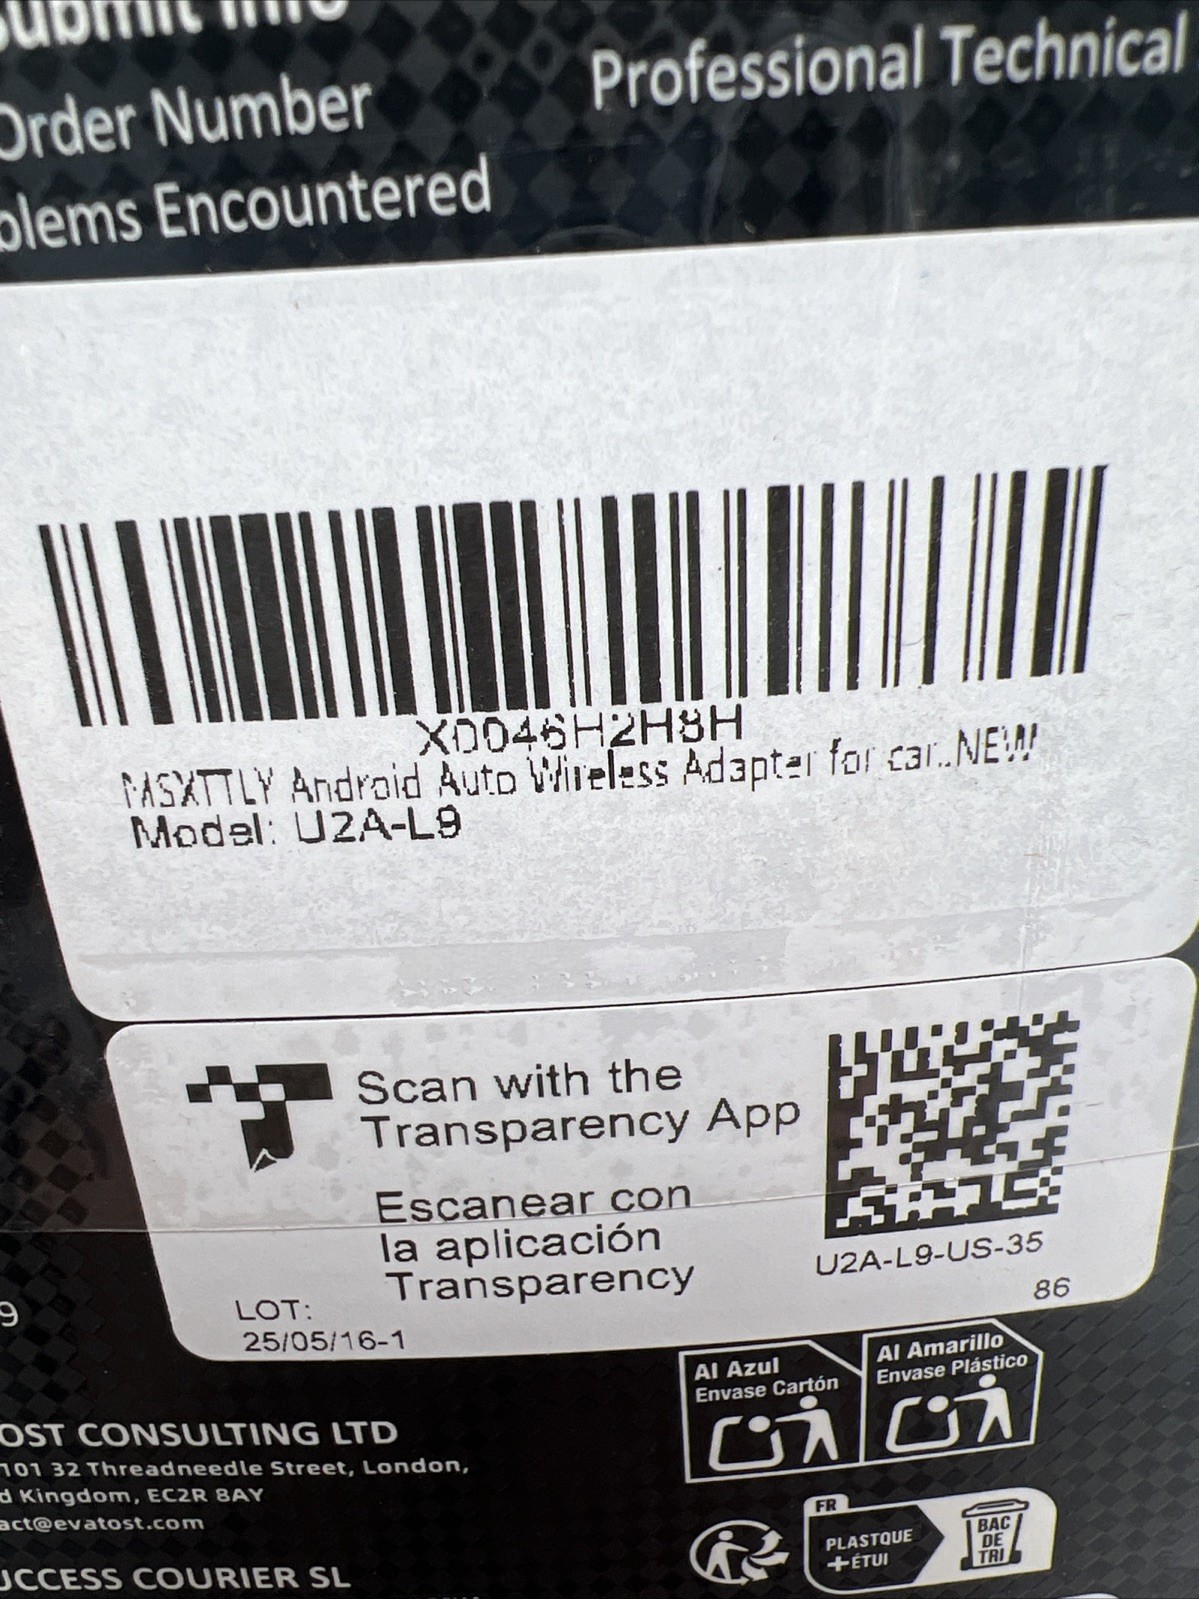 Submit Info
Order Number
Professional Technical
blems Encountered
X0046H2H8H
MSXTTLY Android Auto Wireless Adapter for car..NEW
Model: U2A-L9
Scan with the
Transparency App
Escanear con
la aplicación
Transparency
U2A-L9-US-35
86
LOT:
25/05/16-1
9
Al Azul
Envase Cartón
Al Amarillo
Envase Plástico
OST CONSULTING LTD
101 32 Threadneedle Street, London,
d Kingdom, EC2R 8AY
act@evatost.com
UCCESS COURIER SL
FR
PLASTQUE
+ÉTUI
BAC
DE
TRI